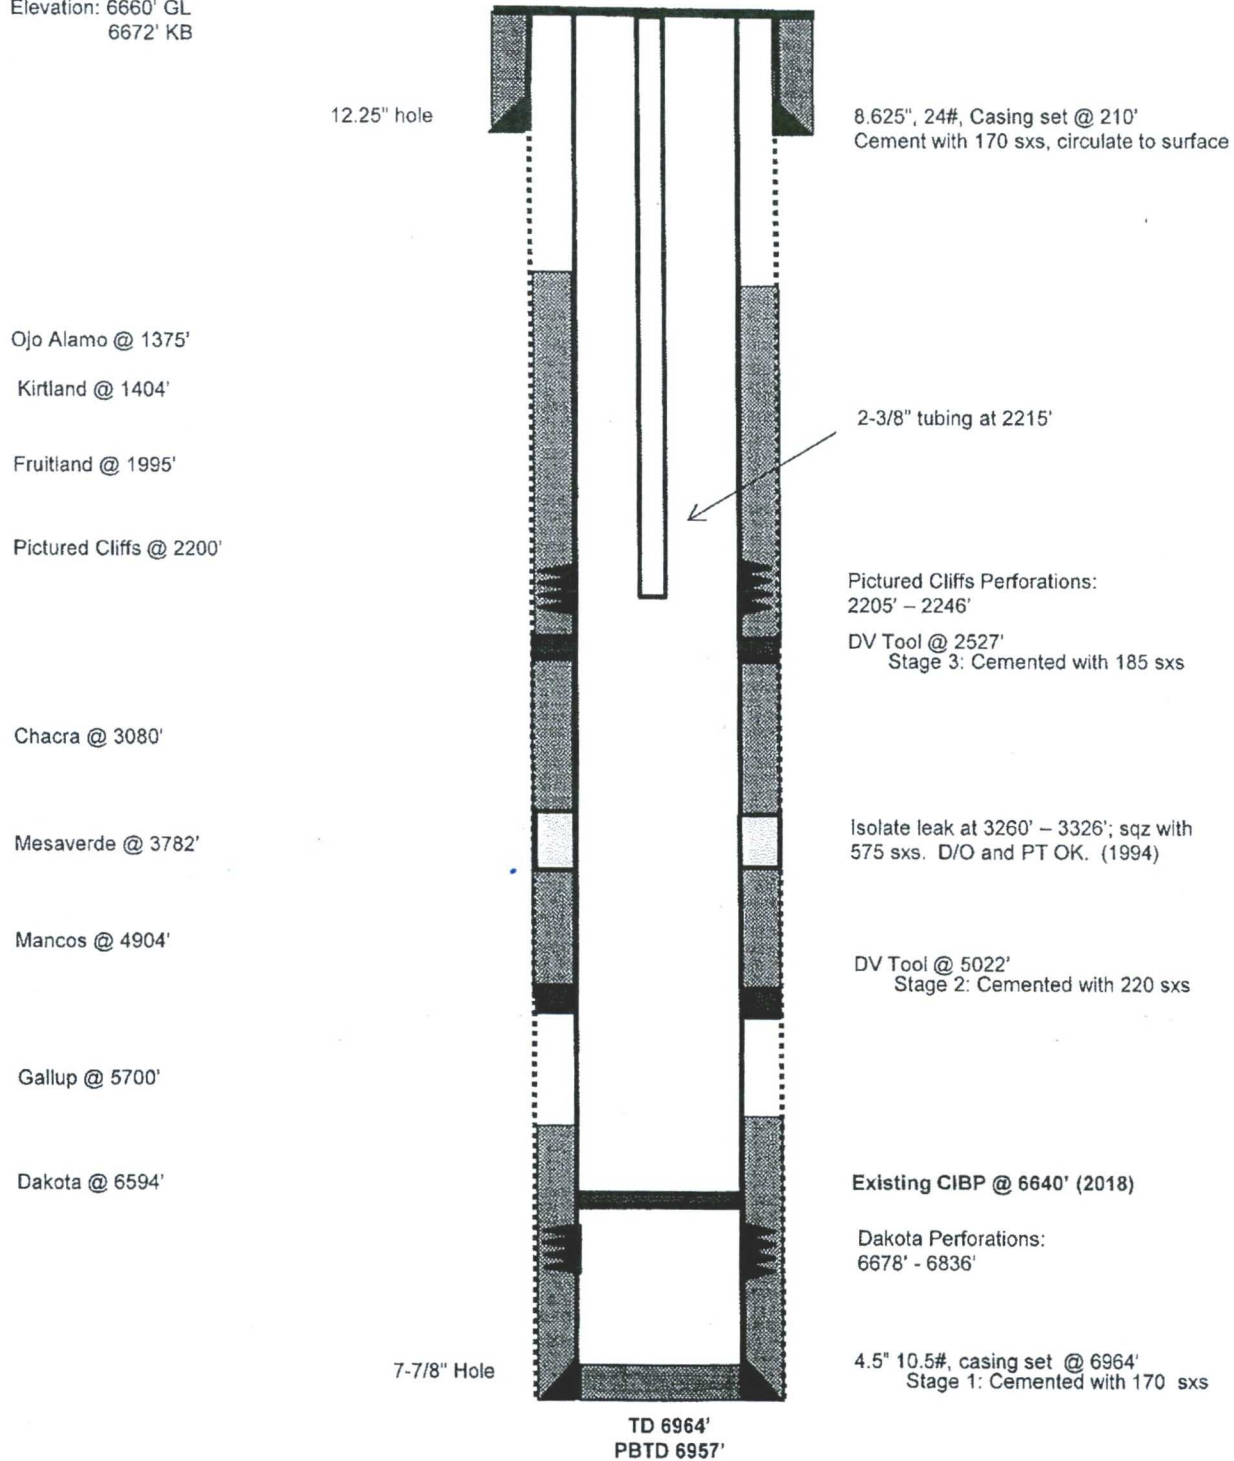 Elevation: 6660' GL
6672' KB
12.25" hole
8.625", 24#, Casing set @ 210'
Cement with 170 sxs, circulate to surface
Ojo Alamo @ 1375'
Kirtland @ 1404'
2-3/8" tubing at 2215'
Fruitland @ 1995'
Pictured Cliffs @ 2200'
Pictured Cliffs Perforations:
2205' – 2246'
DV Tool @ 2527'
Stage 3: Cemented with 185 sxs
Chacra @ 3080'
Isolate leak at 3260' – 3326'; sqz with
575 sxs. D/O and PT OK. (1994)
Mesaverde @ 3782'
Mancos @ 4904'
DV Tool @ 5022'
Stage 2: Cemented with 220 sxs
Gallup @ 5700'
Dakota @ 6594'
Existing CIBP @ 6640' (2018)
Dakota Perforations:
6678' - 6836'
7-7/8" Hole
4.5" 10.5#, casing set @ 6964'
Stage 1: Cemented with 170 sxs
TD 6964'
PBTD 6957'